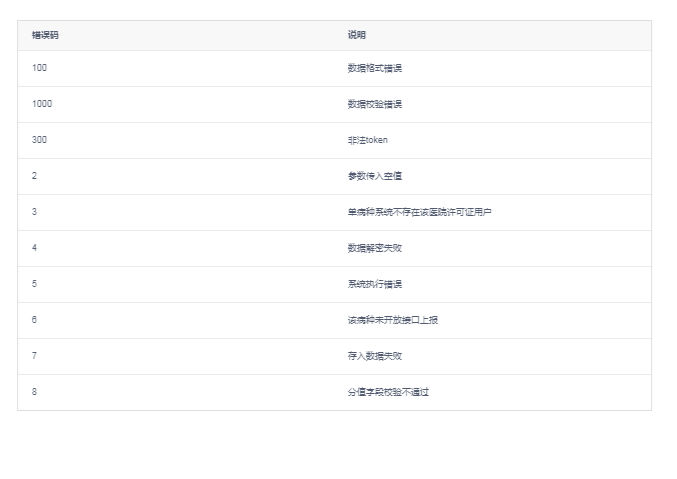 错误码 说明
100 数据格式错误
1000 数据校验错误
300 非法token
2 参数传入空值
3 单病种系统不存在该医院许可证用户
4 数据解密失败
5 系统执行错误
6 该病种未开放接口上报
7 存入数据失败
8 分值字段校验不通过